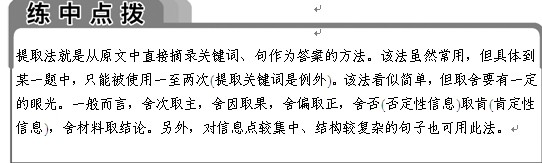 练中点拨
提取法就是从原文中直接摘录关键词、句作为答案的方法。该法虽然常用，但具体到
某一题中，只能被使用一至两次(提取关键词是例外)。该法看似简单，但取舍要有一定
的眼光。一般而言，舍次取主，舍因取果，舍偏取正，舍否(否定性信息)取肯(肯定性
信息)，舍材料取结论。另外，对信息点较集中、结构较复杂的句子也可用此法。